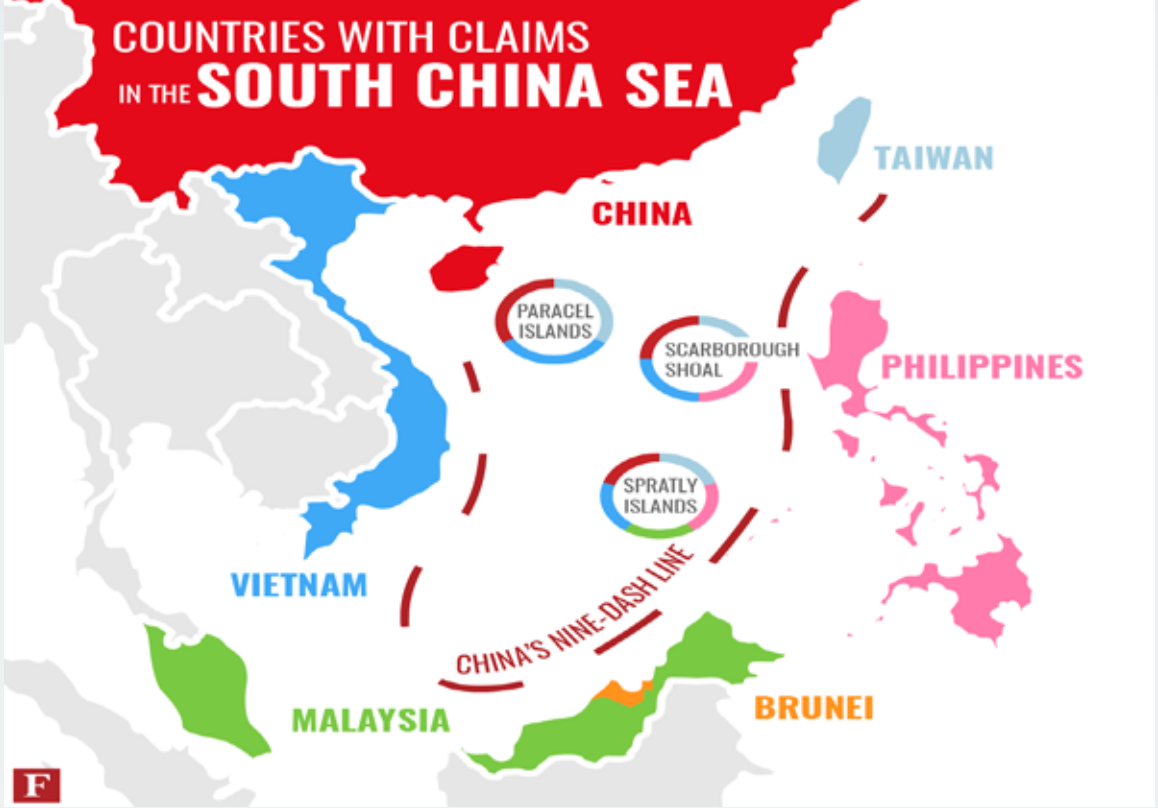 COUNTRIES WITH CLAIMS
IN THE SOUTH CHINA SEA
TAIWAN
CHINA
PARACEL
ISLANDS
SCARBOROUGH
SHOAL
PHILIPPINES
SPRATLY
ISLANDS
VIETNAM
CHINA'S NINE-DASH LINE
MALAYSIA
BRUNEI
F